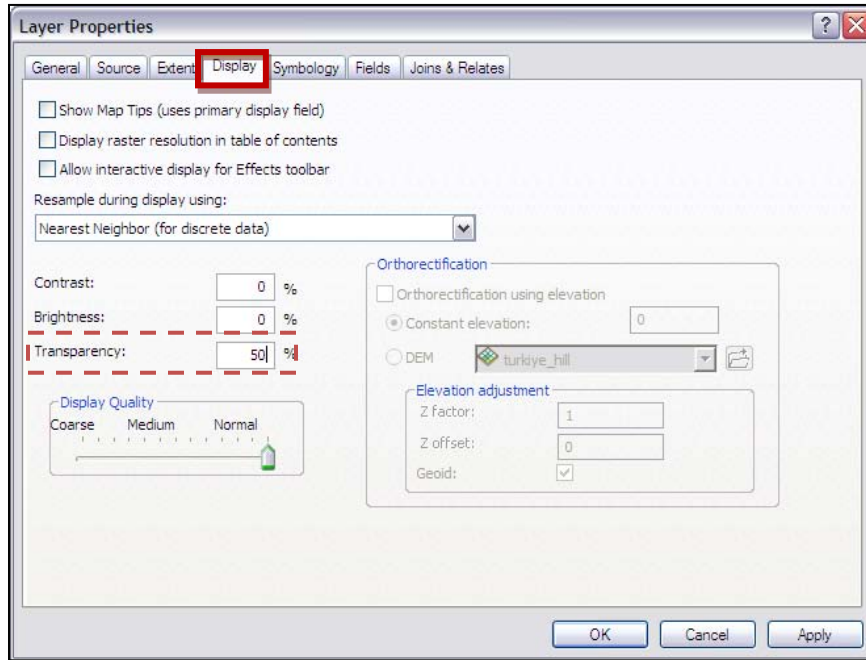 Layer Properties
General Source Extent Display Symbology Fields Joins & Relates
Show Map Tips (uses primary display field)
Display raster resolution in table of contents
Allow interactive display for Effects toolbar
Resample during display using:
Nearest Neighbor (for discrete data)
Contrast: 0 %
Brightness: 0 %
Transparency: 50 %
Display Quality
Coarse Medium Normal
Orthorectification
Orthorectification using elevation
Constant elevation: 0
DEM turkiye_hill
Elevation adjustment
Z factor: 1
Z offset: 0
Geoid:
OK Cancel Apply